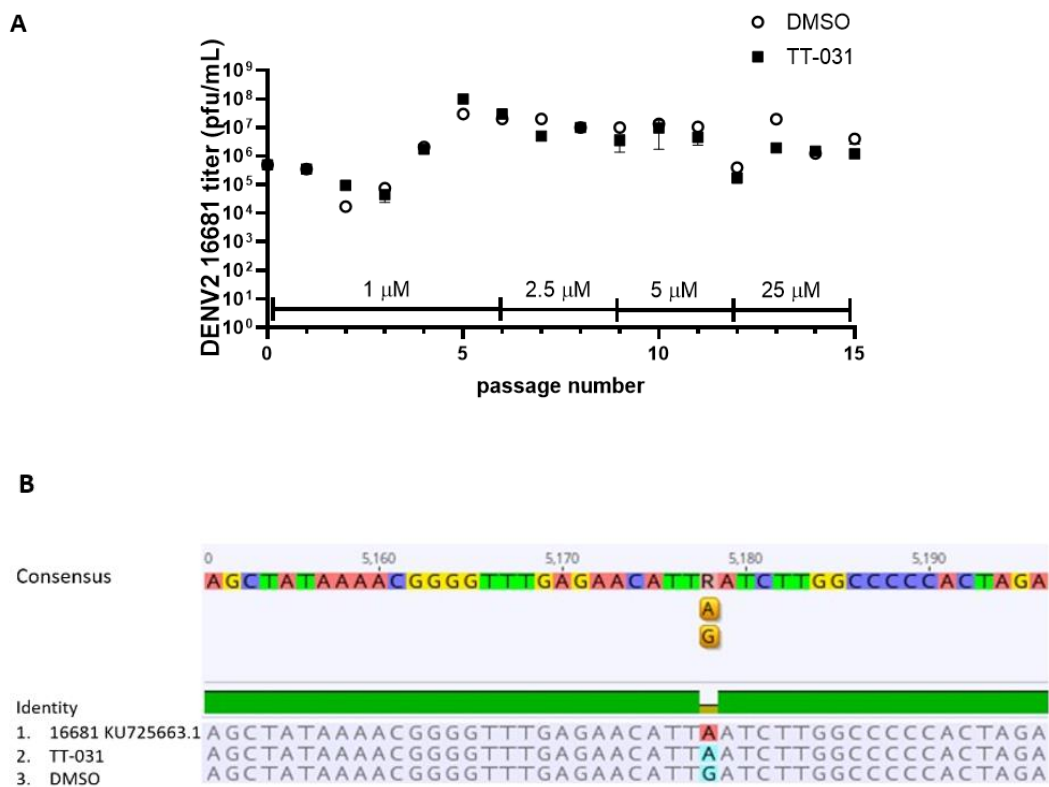 A
DMSO
TT-031
DENV2 16681 titer (pfu/mL)
10⁹
10⁸
10⁷
10⁶
10⁵
10⁴
10³
10²
10¹
10⁰
1 μM 2.5 μM 5 μM 25 μM
0 5 10 15
passage number
B
0 5,160 5,170 5,180 5,190
Consensus AGCTATAAAACGGGGTTTGAGAACATTRATCTTGGCCCCCACTAGA
A
G
Identity
1. 16681 KU725663.1 AGCTATAAAACGGGGTTTGAGAACATTAATCTTGGCCCCCACTAGA
2. TT-031 AGCTATAAAACGGGGTTTGAGAACATTAATCTTGGCCCCCACTAGA
3. DMSO AGCTATAAAACGGGGTTTGAGAACATTGATCTTGGCCCCCACTAGA